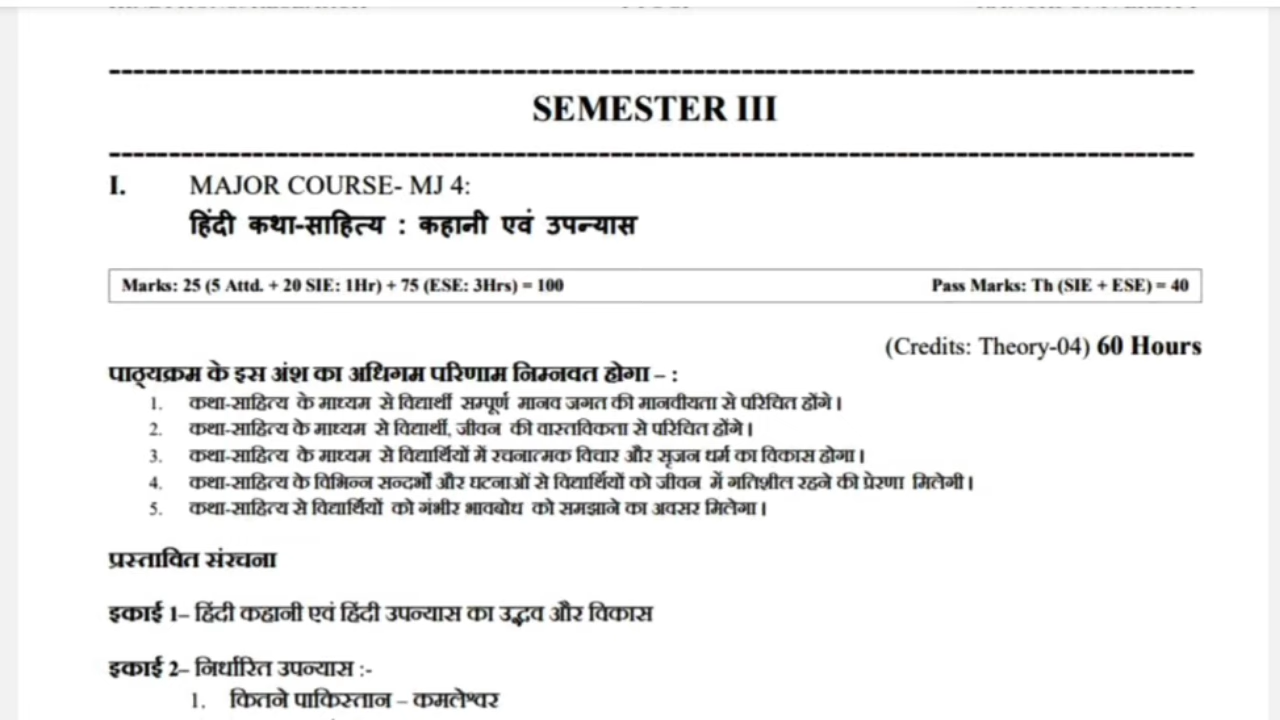 SEMESTER III
I. MAJOR COURSE- MJ 4:
हिंदी कथा-साहित्य : कहानी एवं उपन्यास
Marks: 25 (5 Attd. + 20 SIE: 1Hr) + 75 (ESE: 3Hrs) = 100 Pass Marks: Th (SIE + ESE) = 40
(Credits: Theory-04) 60 Hours
पाठ्यक्रम के इस अंश का अधिगम परिणाम निम्नवत होगा – :
1. कथा-साहित्य के माध्यम से विद्यार्थी सम्पूर्ण मानव जगत की मानवीयता से परिचित होंगे।
2. कथा-साहित्य के माध्यम से विद्यार्थी, जीवन की वास्तविकता से परिचित होंगे।
3. कथा-साहित्य के माध्यम से विद्यार्थियों में रचनात्मक विचार और सृजन धर्म का विकास होगा।
4. कथा-साहित्य के विभिन्न सन्दर्भों और घटनाओं से विद्यार्थियों को जीवन में गतिशील रहने की प्रेरणा मिलेगी।
5. कथा-साहित्य से विद्यार्थियों को गंभीर भावबोध को समझाने का अवसर मिलेगा।
प्रस्तावित संरचना
इकाई 1– हिंदी कहानी एवं हिंदी उपन्यास का उद्भव और विकास
इकाई 2– निर्धारित उपन्यास :-
1. कितने पाकिस्तान – कमलेश्वर